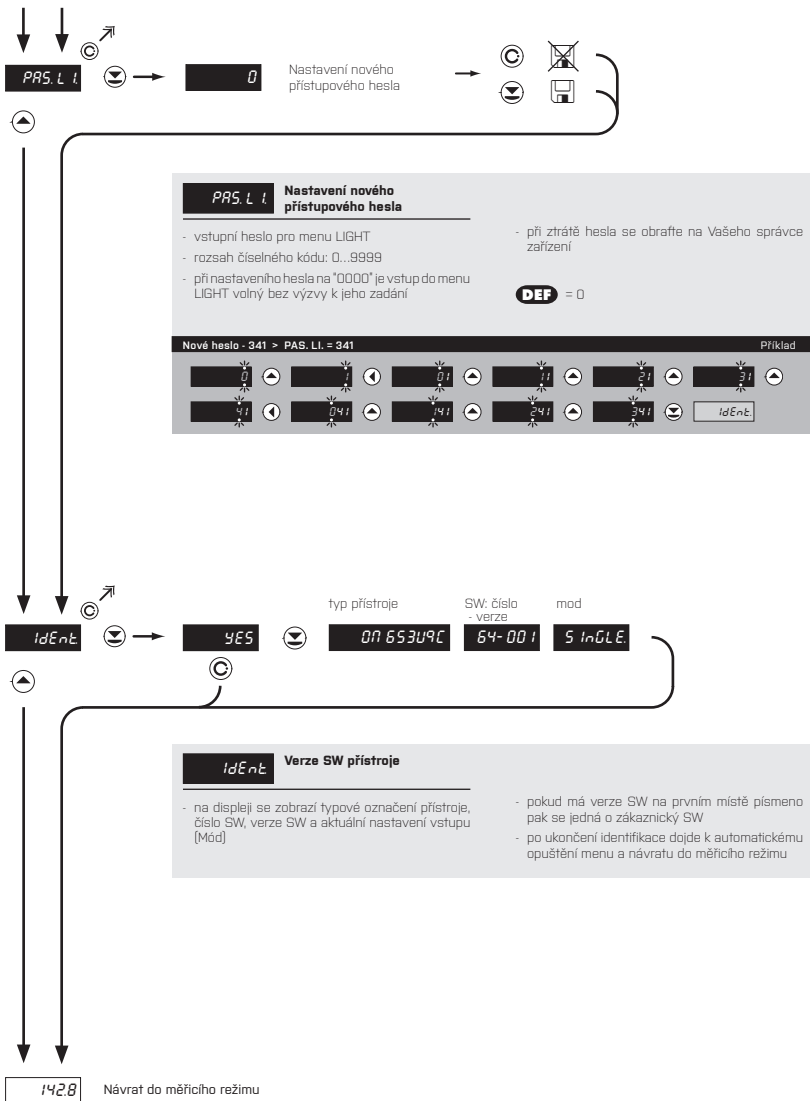 PAS. LI.
0
Nastavení nového
přístupového hesla
PAS. LI.
Nastavení nového
přístupového hesla
- vstupní heslo pro menu LIGHT
- rozsah číselného kódu: 0...9999
- při nastaveního hesla na "0000" je vstup do menu
LIGHT volný bez výzvy k jeho zadání
- při ztrátě hesla se obraťte na Vašeho správce
zařízení
DEF = 0
Nové heslo - 341 > PAS. LI. = 341 Příklad
0 1 01 11 21 31
41 041 141 241 341 IdEnt.
typ přístroje
SW: číslo
- verze
mod
IdEnt. YES OM 653UQC 64-001 SInGLE.
IdEnt.
Verze SW přístroje
- na displeji se zobrazí typové označení přístroje,
číslo SW, verze SW a aktuální nastavení vstupu
(Mód)
- pokud má verze SW na prvním místě písmeno
pak se jedná o zákaznický SW
- po ukončení identifikace dojde k automatickému
opuštění menu a návratu do měřicího režimu
142.8 Návrat do měřicího režimu